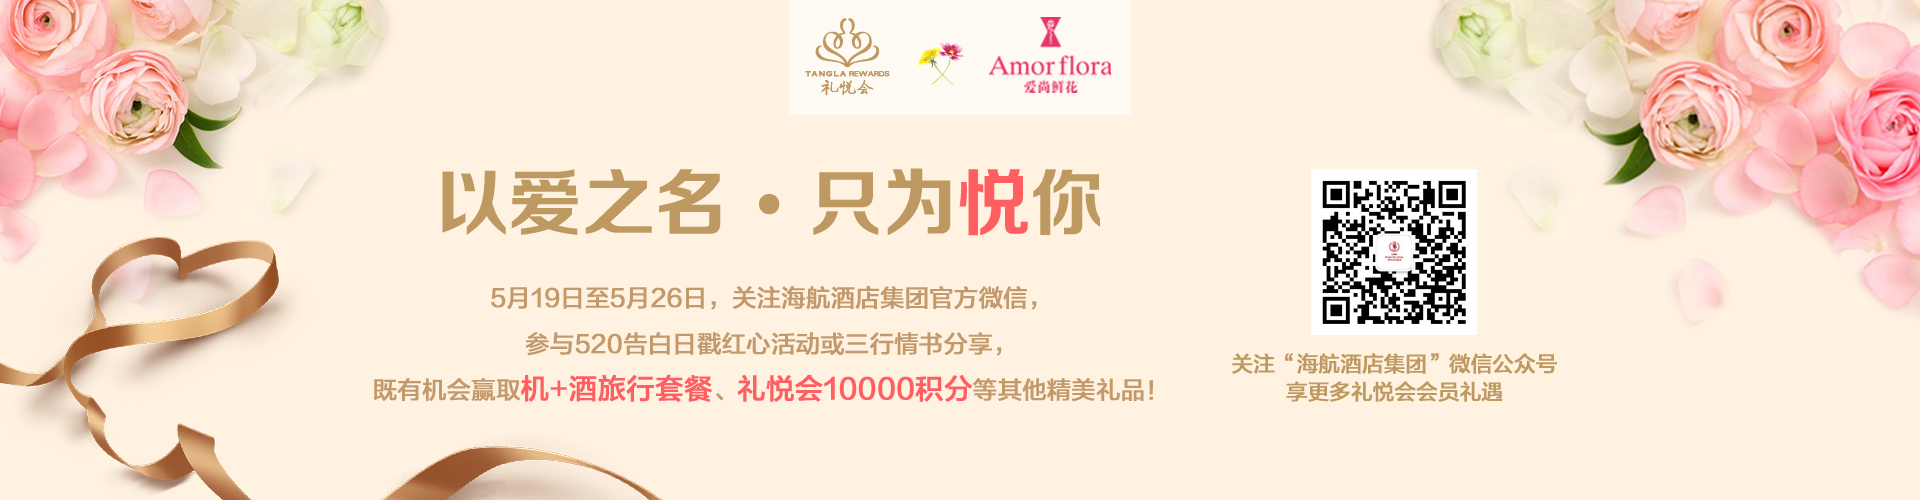 TANGLA REWARDS
礼悦会
Amorflora
爱尚鲜花
以爱之名·只为悦你
5月19日至5月26日，关注海航酒店集团官方微信，
参与520告白日戳红心活动或三行情书分享，
既有机会赢取机+酒旅行套餐、礼悦会10000积分等其他精美礼品！
关注“海航酒店集团”微信公众号
享更多礼悦会会员礼遇